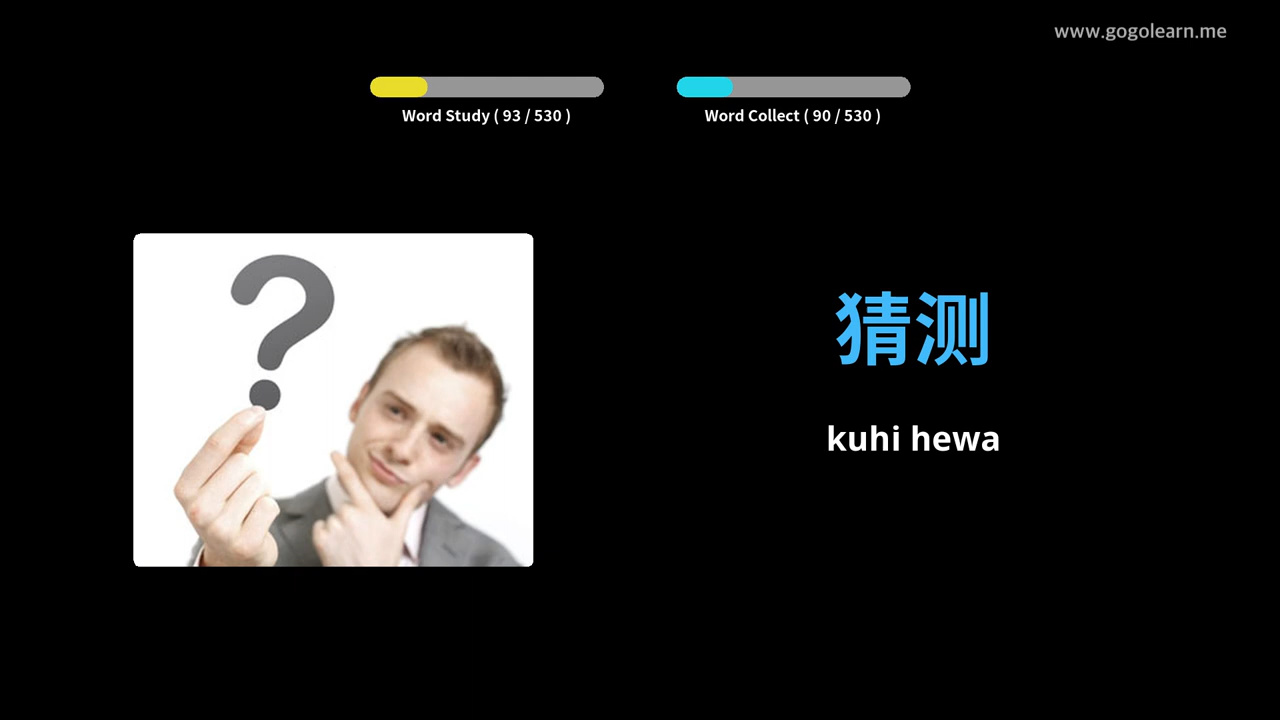 www.gogolearn.me
Word Study ( 93 / 530 )
Word Collect ( 90 / 530 )
猜测
kuhi hewa